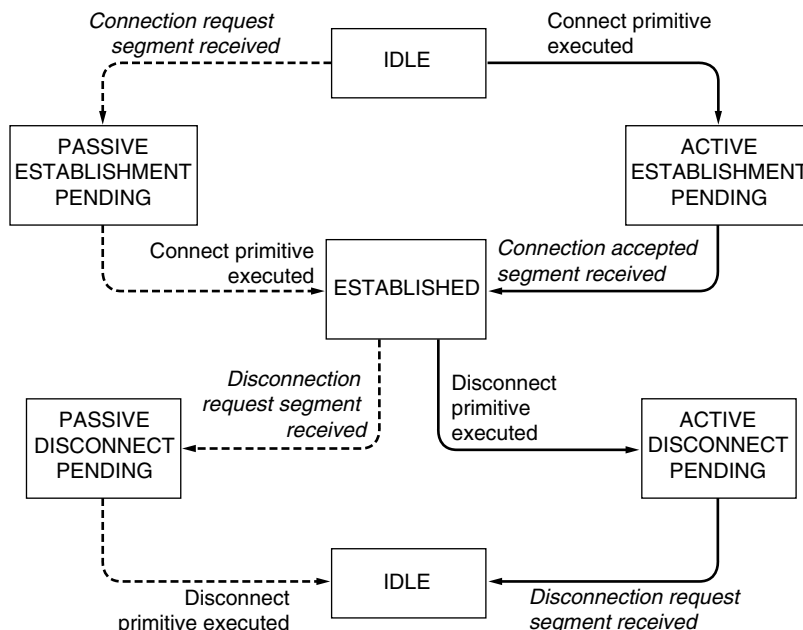 Connection request
segment received
IDLE
Connect primitive
executed
PASSIVE
ESTABLISHMENT
PENDING
ACTIVE
ESTABLISHMENT
PENDING
Connect primitive
executed
ESTABLISHED
Connection accepted
segment received
Disconnection
request segment
received
Disconnect
primitive
executed
PASSIVE
DISCONNECT
PENDING
ACTIVE
DISCONNECT
PENDING
IDLE
Disconnect
primitive executed
Disconnection request
segment received